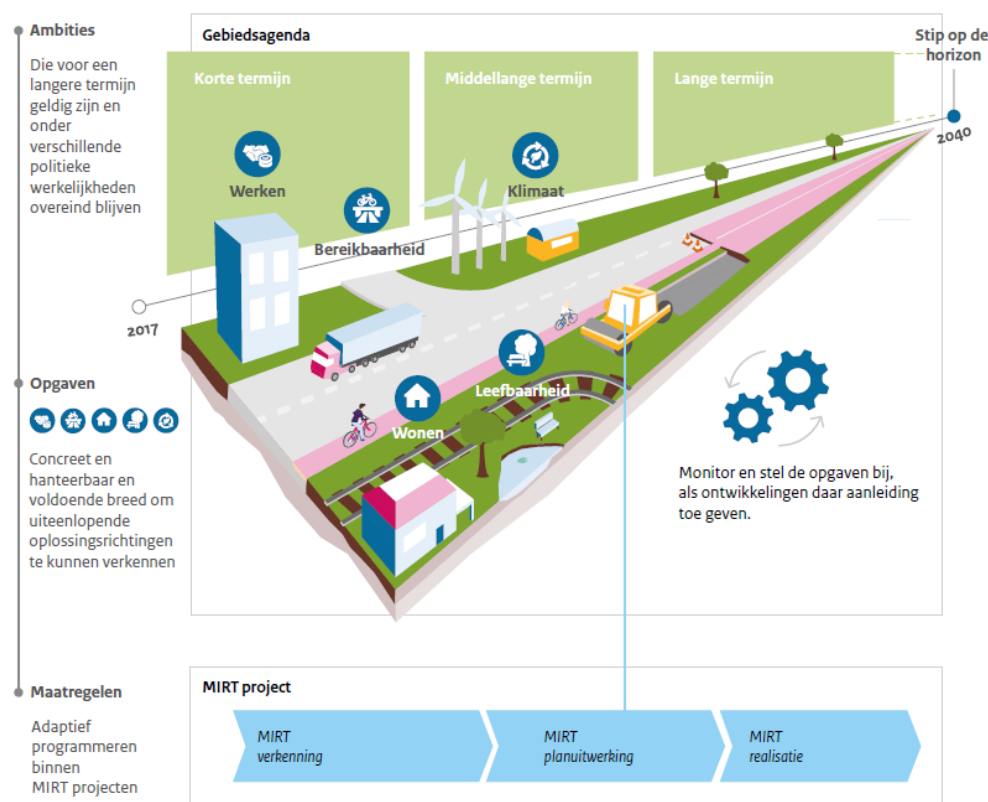 Ambities
Die voor een
langere termijn
geldig zijn en
onder
verschillende
politieke
werkelijkheden
overeind blijven
Gebiedsagenda
Korte termijn
Middellange termijn
Lange termijn
Stip op de
horizon
2040
Werken
Bereikbaarheid
Klimaat
2017
Leefbaarheid
Wonen
Opgaven
Concreet en
hanteerbaar en
voldoende breed om
uiteenlopende
oplossingsrichtingen
te kunnen verkennen
Monitor en stel de opgaven bij,
als ontwikkelingen daar aanleiding
toe geven.
Maatregelen
Adaptief
programmeren
binnen
MIRT projecten
MIRT project
MIRT
verkenning
MIRT
planuitwerking
MIRT
realisatie